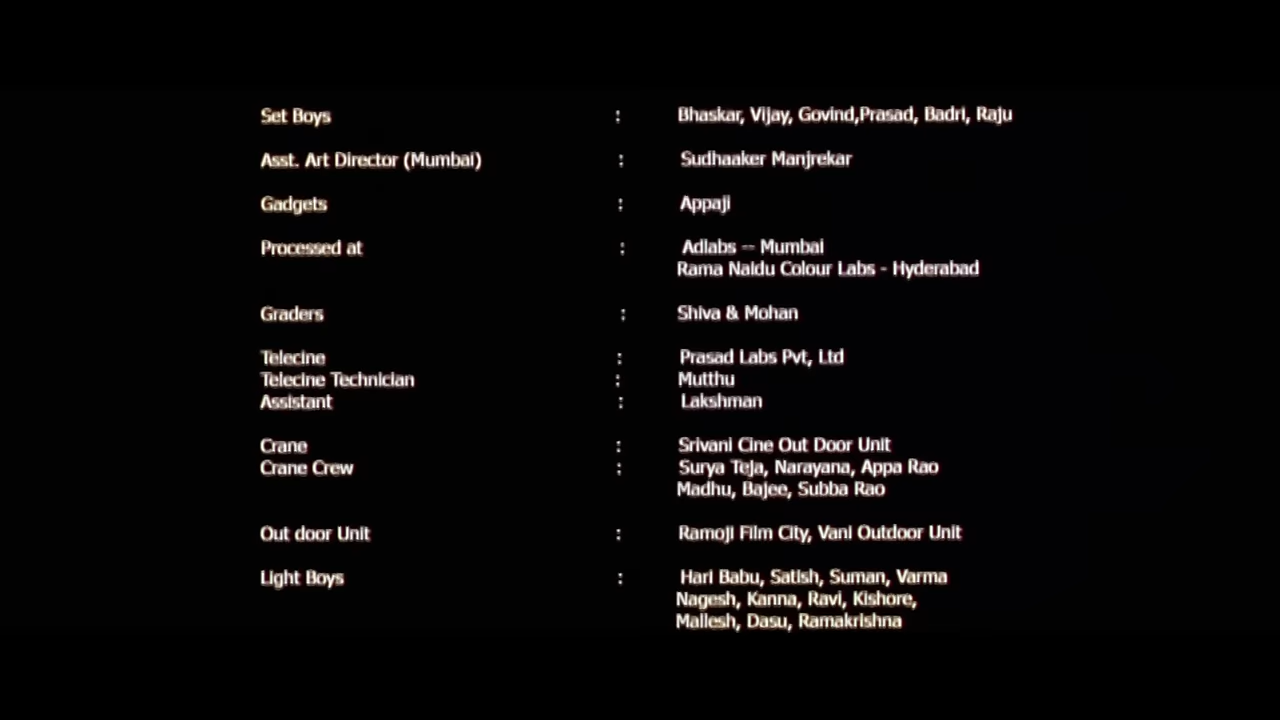 Set Boys : Bhaskar, Vijay, Govind,Prasad, Badri, Raju
Asst. Art Director (Mumbai) : Sudhaaker Manjrekar
Gadgets : Appaji
Processed at : Adlabs -- Mumbai
Rama Naidu Colour Labs - Hyderabad
Graders : Shiva & Mohan
Telecine : Prasad Labs Pvt, Ltd
Telecine Technician : Mutthu
Assistant : Lakshman
Crane : Srivani Cine Out Door Unit
Crane Crew : Surya Teja, Narayana, Appa Rao
Madhu, Bajee, Subba Rao
Out door Unit : Ramoji Film City, Vani Outdoor Unit
Light Boys : Hari Babu, Satish, Suman, Varma
Nagesh, Kanna, Ravi, Kishore,
Mallesh, Dasu, Ramakrishna